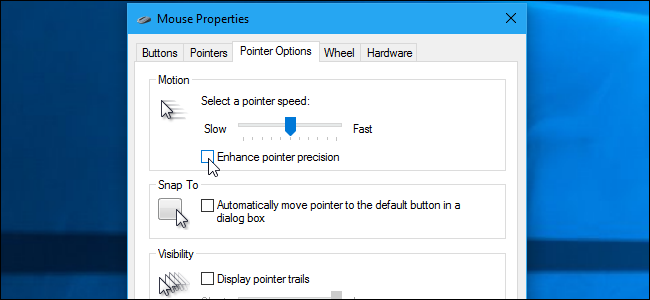 Mouse Properties
Buttons Pointers Pointer Options Wheel Hardware
Motion
Select a pointer speed:
Slow Fast
Enhance pointer precision
Snap To
Automatically move pointer to the default button in a
dialog box
Visibility
Display pointer trails